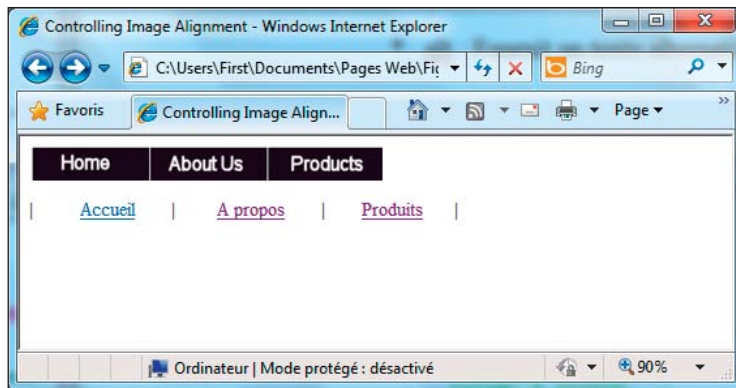 Controlling Image Alignment - Windows Internet Explorer
C:\Users\First\Documents\Pages Web\Fig
Bing
Favoris
Controlling Image Align...
Page
Home About Us Products
| Accueil | A propos | Produits |
Ordinateur | Mode protégé : désactivé
90%